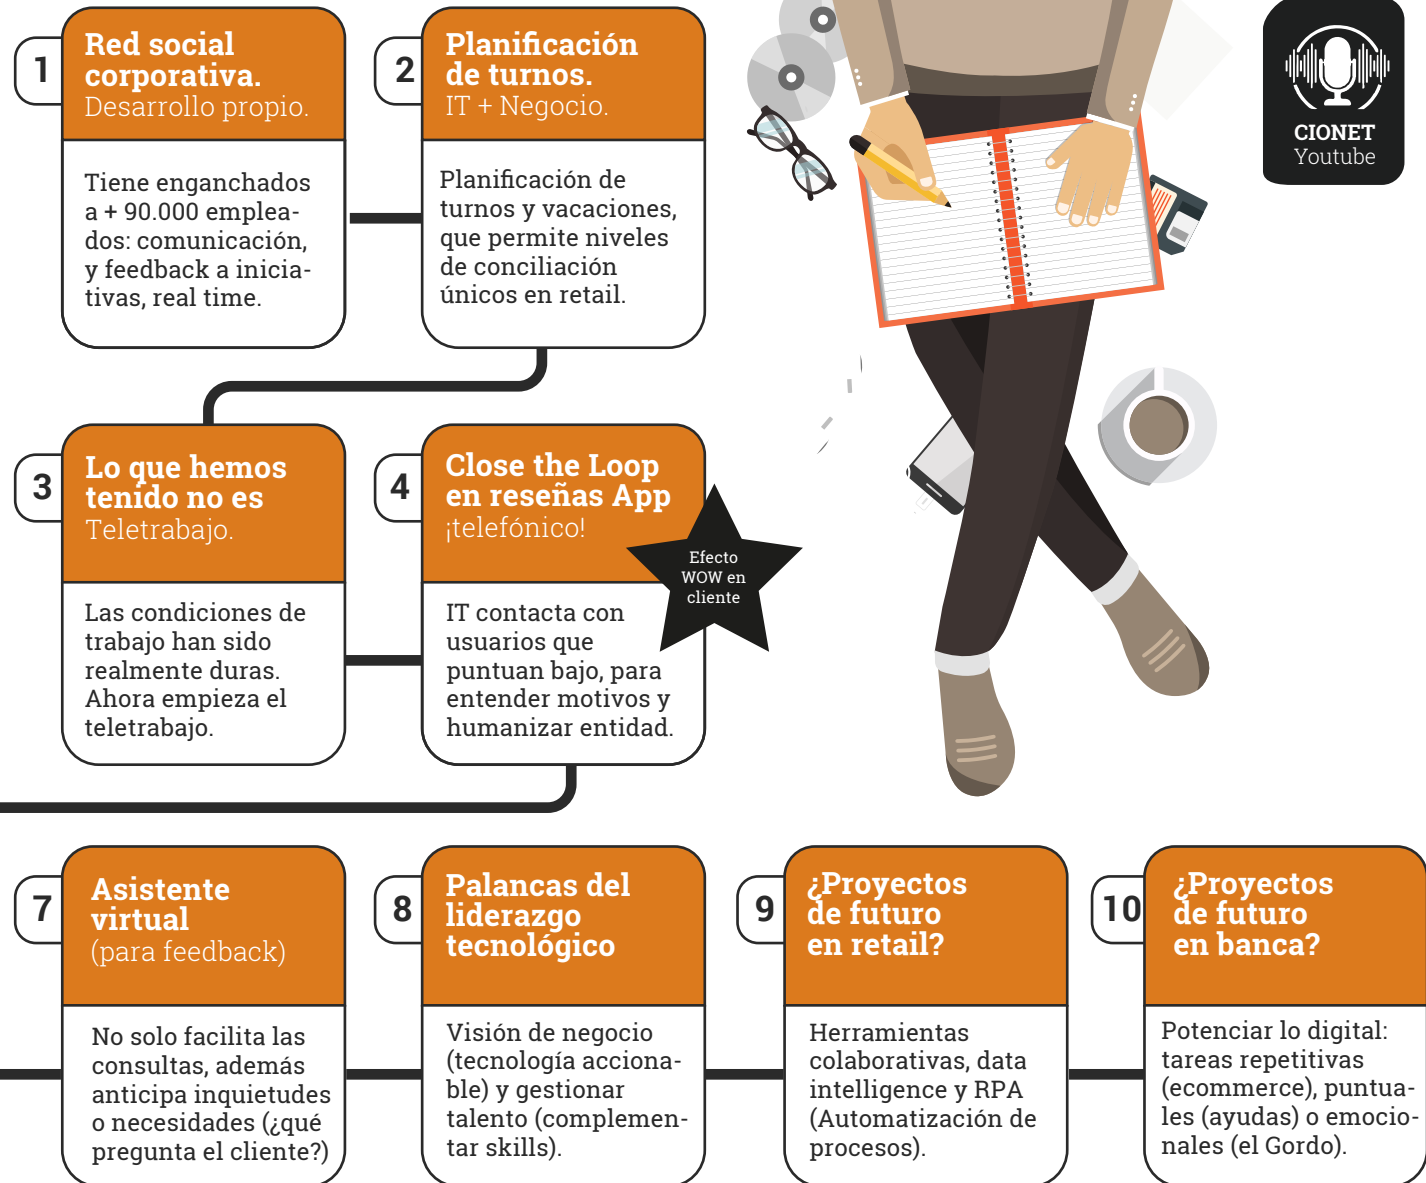 1
Red social
corporativa.
Desarrollo propio.
Tiene enganchados
a + 90.000 emplea-
dos: comunicación,
y feedback a inicia-
tivas, real time.
2
Planificación
de turnos.
IT + Negocio.
Planificación de
turnos y vacaciones,
que permite niveles
de conciliación
únicos en retail.
CIONET
Youtube
3
Lo que hemos
tenido no es
Teletrabajo.
Las condiciones de
trabajo han sido
realmente duras.
Ahora empieza el
teletrabajo.
4
Close the Loop
en reseñas App
¡telefónico!
Efecto
WOW en
cliente
IT contacta con
usuarios que
puntuan bajo, para
entender motivos y
humanizar entidad.
7
Asistente
virtual
(para feedback)
No solo facilita las
consultas, además
anticipa inquietudes
o necesidades (¿qué
pregunta el cliente?)
8
Palancas del
liderazgo
tecnológico
Visión de negocio
(tecnología acciona-
ble) y gestionar
talento (complemen-
tar skills).
9
¿Proyectos
de futuro
en retail?
Herramientas
colaborativas, data
intelligence y RPA
(Automatización de
procesos).
10
¿Proyectos
de futuro
en banca?
Potenciar lo digital:
tareas repetitivas
(ecommerce), puntua-
les (ayudas) o emocio-
nales (el Gordo).